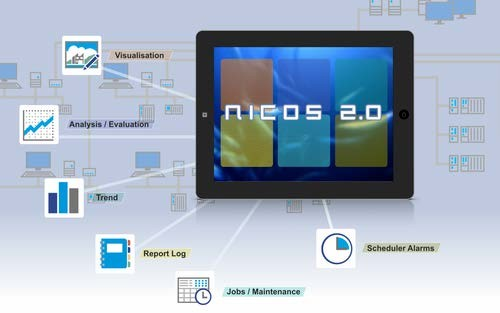 Visualisation
NICOS 2.0
Analysis / Evaluation
Trend
Report Log
Scheduler Alarms
Jobs / Maintenance